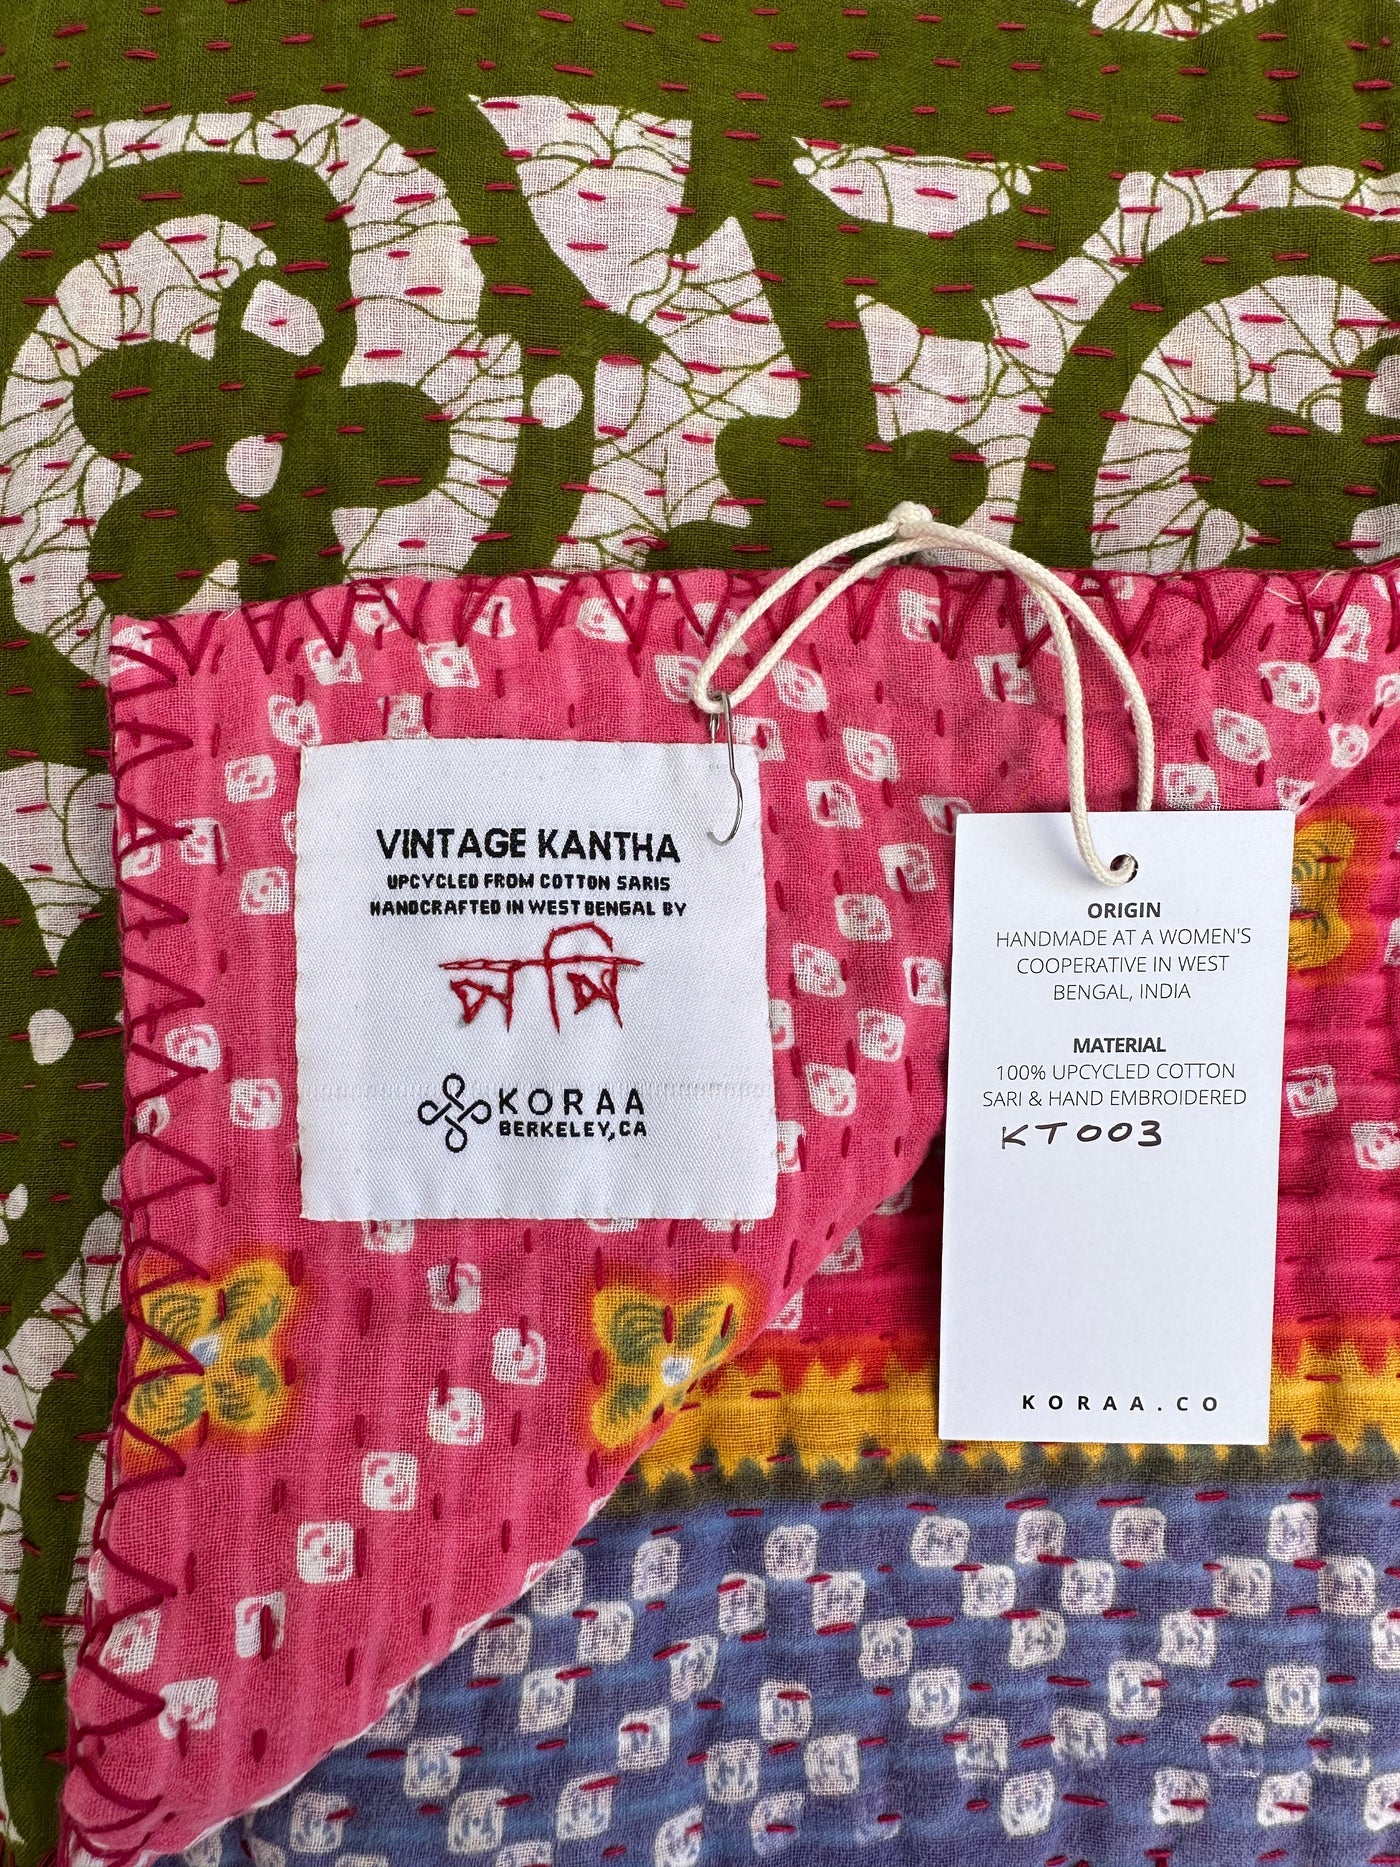 VINTAGE KANTHA
UPCYCLED FROM COTTON SARIS
HANDCRAFTED IN WEST BENGAL BY
KORAA
BERKELEY, CA
ORIGIN
HANDMADE AT A WOMEN'S
COOPERATIVE IN WEST
BENGAL, INDIA
MATERIAL
100% UPCYCLED COTTON
SARI & HAND EMBROIDERED
KT003
KORAA.CO